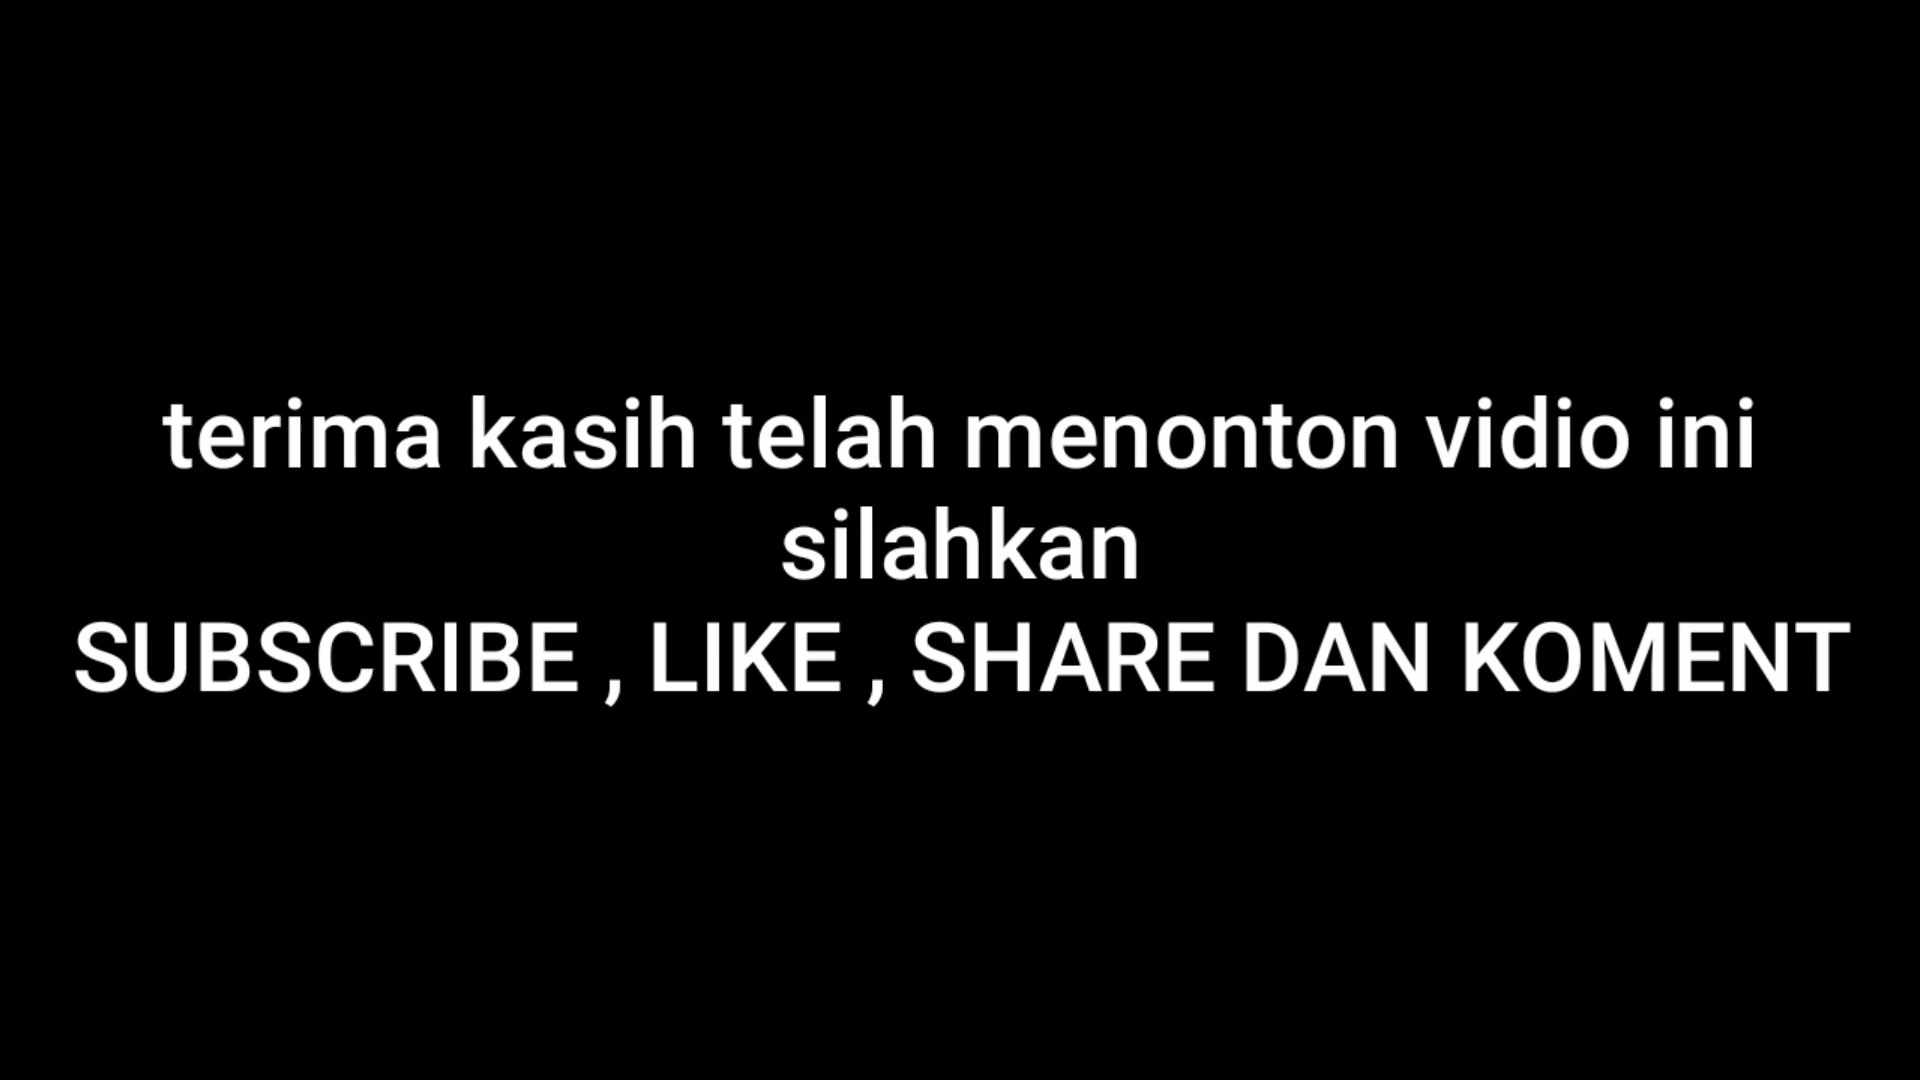 terima kasih telah menonton vidio ini
silahkan
SUBSCRIBE , LIKE , SHARE DAN KOMENT